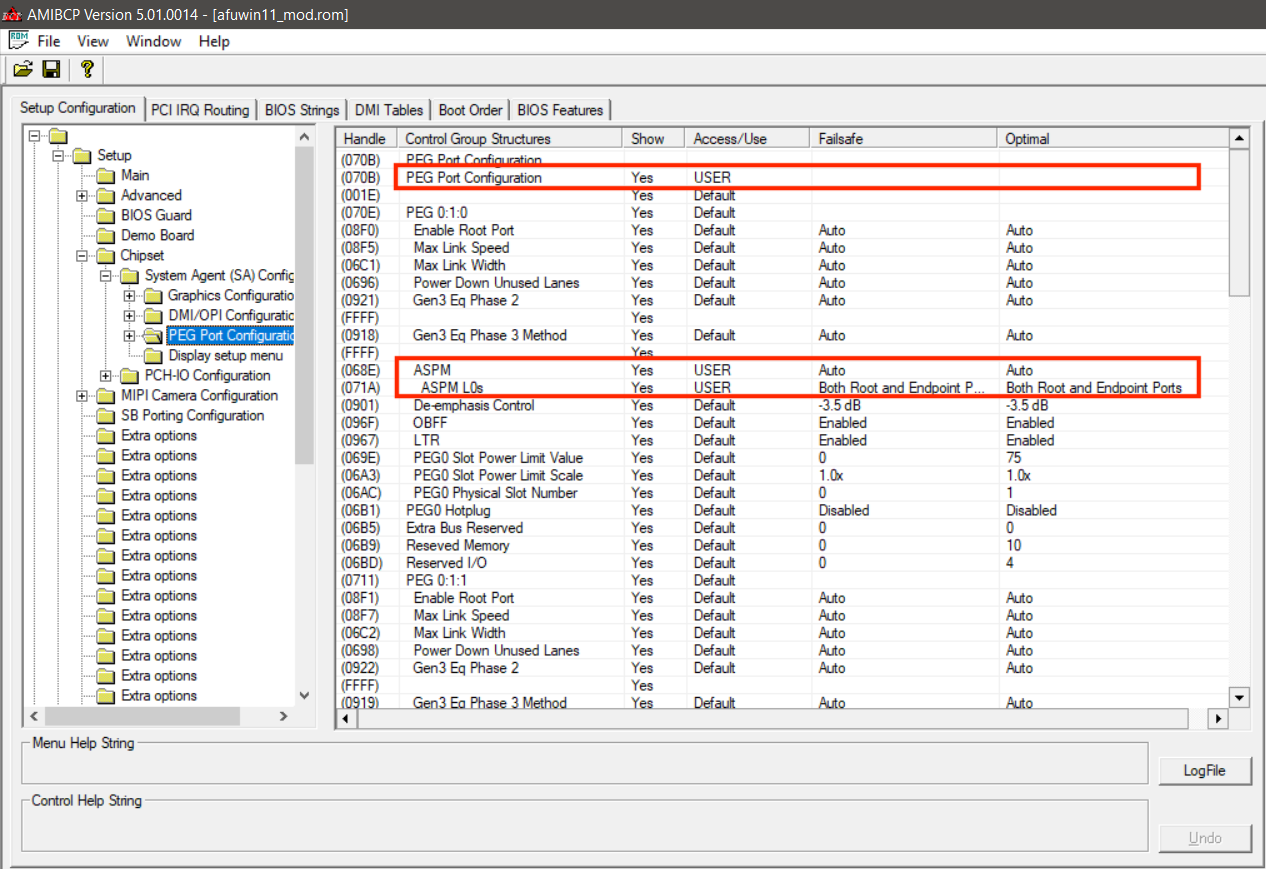 AMIBCP Version 5.01.0014 - [afuwin11_mod.rom]
File View Window Help
Setup Configuration PCI IRQ Routing BIOS Strings DMI Tables Boot Order BIOS Features
Setup
Main
Advanced
BIOS Guard
Demo Board
Chipset
System Agent (SA) Config
Graphics Configuratio
DMI/OPI Configuratic
PEG Port Configuratic
Display setup menu
PCH-IO Configuration
MIPI Camera Configuration
SB Porting Configuration
Extra options
Extra options
Extra options
Extra options
Extra options
Extra options
Extra options
Extra options
Extra options
Extra options
Extra options
Extra options
Extra options
Extra options
Handle Control Group Structures Show Access/Use Failsafe Optimal
(070B) PEG Port Configuration
(070B) PEG Port Configuration Yes USER
(001E) Yes Default
(070E) PEG 0:1:0 Yes Default
(08F0) Enable Root Port Yes Default Auto Auto
(08F5) Max Link Speed Yes Default Auto Auto
(06C1) Max Link Width Yes Default Auto Auto
(0696) Power Down Unused Lanes Yes Default Auto Auto
(0921) Gen3 Eq Phase 2 Yes Default Auto Auto
(FFFF) Yes
(0918) Gen3 Eq Phase 3 Method Yes Default Auto Auto
(FFFF) Yes
(068E) ASPM Yes USER Auto Auto
(071A) ASPM L0s Yes USER Both Root and Endpoint P... Both Root and Endpoint Ports
(0901) De-emphasis Control Yes Default -3.5 dB -3.5 dB
(096F) OBFF Yes Default Enabled Enabled
(0967) LTR Yes Default Enabled Enabled
(069E) PEG0 Slot Power Limit Value Yes Default 0 75
(06A3) PEG0 Slot Power Limit Scale Yes Default 1.0x 1.0x
(06AC) PEG0 Physical Slot Number Yes Default 0 1
(06B1) PEG0 Hotplug Yes Default Disabled Disabled
(06B5) Extra Bus Reserved Yes Default 0 0
(06B9) Reseved Memory Yes Default 0 10
(06BD) Reserved I/O Yes Default 0 4
(0711) PEG 0:1:1 Yes Default
(08F1) Enable Root Port Yes Default Auto Auto
(08F7) Max Link Speed Yes Default Auto Auto
(06C2) Max Link Width Yes Default Auto Auto
(0698) Power Down Unused Lanes Yes Default Auto Auto
(0922) Gen3 Eq Phase 2 Yes Default Auto Auto
(FFFF) Yes
(0919) Gen3 Eq Phase 3 Method Yes Default Auto Auto
Menu Help String
LogFile
Control Help String
Undo